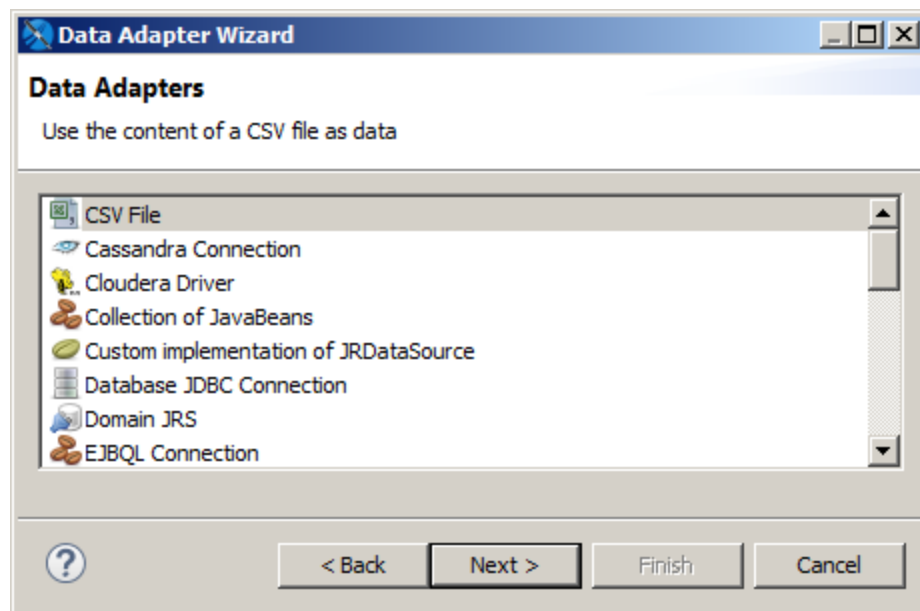 Data Adapter Wizard
Data Adapters
Use the content of a CSV file as data
CSV File
Cassandra Connection
Cloudera Driver
Collection of JavaBeans
Custom implementation of JRDataSource
Database JDBC Connection
Domain JRS
EJBQL Connection
? < Back Next > Finish Cancel